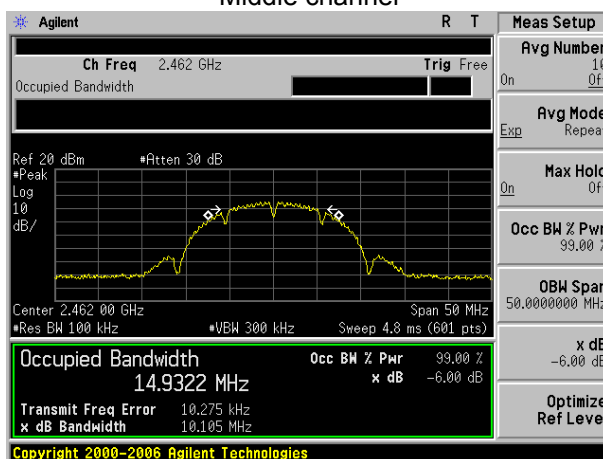 Middle channel
Agilent R T Meas Setup
Ch Freq 2.462 GHz Trig Free
Occupied Bandwidth
Avg Number
10
On Of
Avg Mode
Exp Repeat
Ref 20 dBm #Atten 30 dB
#Peak
Log
10
dB/
Max Hold
On Of
Occ BW % Pwr
99.00 %
OBW Span
50.0000000 MHz
Center 2.462 00 GHz Span 50 MHz
#Res BW 100 kHz #VBW 300 kHz Sweep 4.8 ms (601 pts)
Occupied Bandwidth Occ BW % Pwr 99.00 %
14.9322 MHz x dB -6.00 dB
Transmit Freq Error 10.275 kHz
x dB Bandwidth 10.105 MHz
x dB
-6.00 dB
Optimize
Ref Level
Copyright 2000-2006 Agilent Technologies